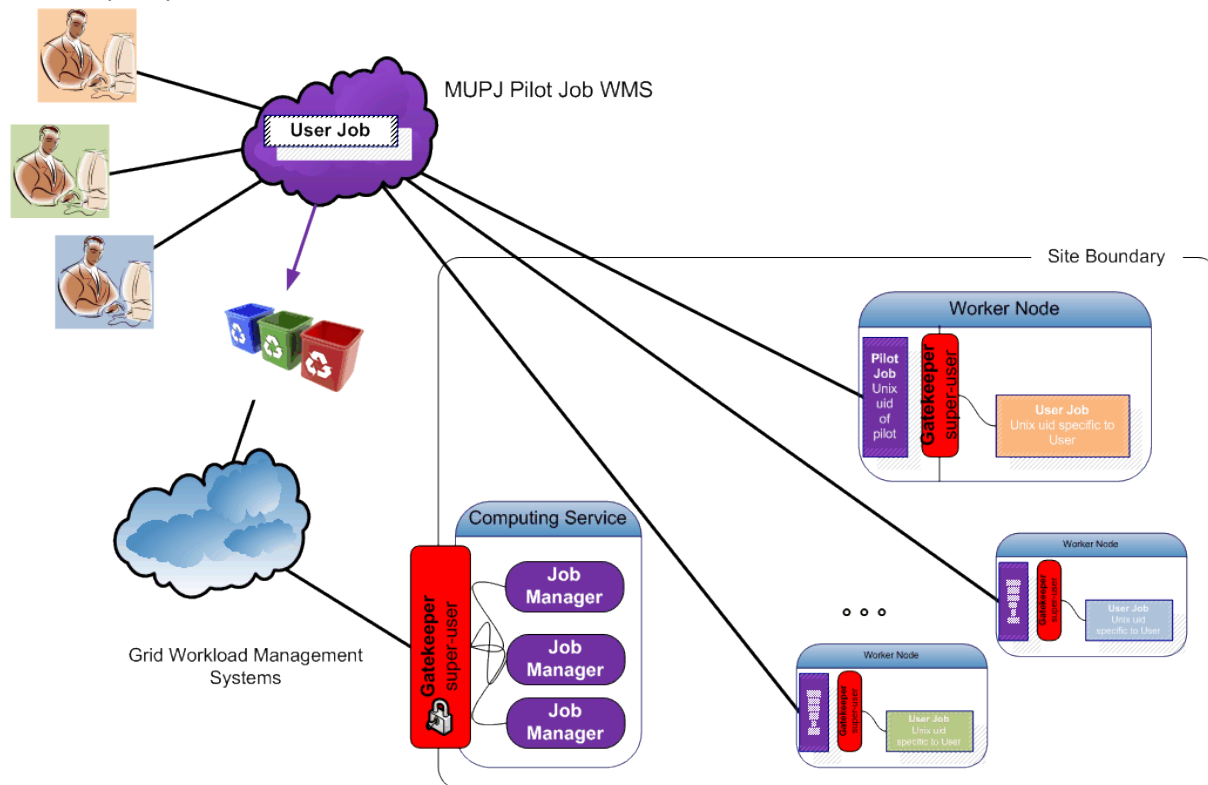 MUPJ Pilot Job WMS
User Job
Site Boundary
Worker Node
Pilot
Job
Unix
uid
of
pilot
Gatekeeper
super-user
User Job
Unix uid specific to
User
Computing Service
Gatekeeper
super-user
Job
Manager
Job
Manager
Job
Manager
Grid Workload Management
Systems
Worker Node
Gatekeeper
super-user
User Job
Unix uid
specific to User
Worker Node
Gatekeeper
super-user
User Job
Unix uid
specific to User